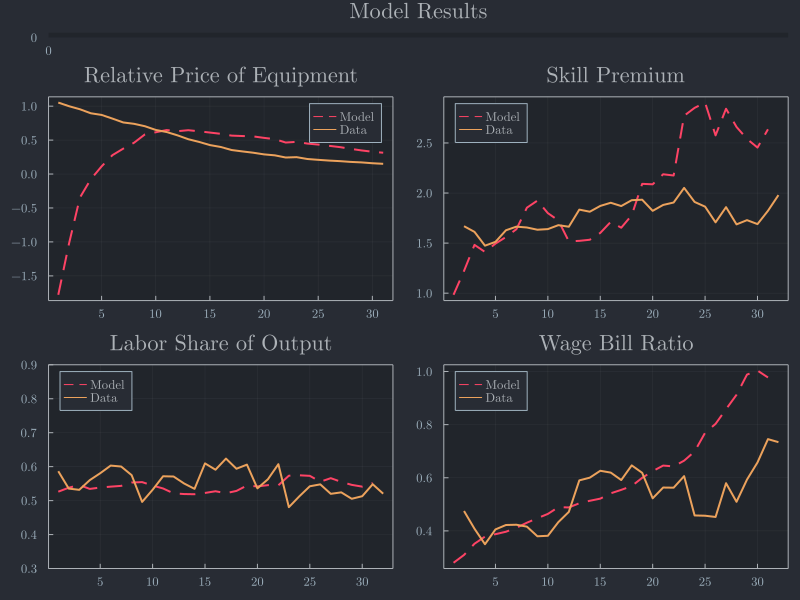 Model Results
0
0
Relative Price of Equipment
1.0
0.5
0.0
−0.5
−1.0
−1.5
Model
Data
5 10 15 20 25 30
Skill Premium
2.5
2.0
1.5
1.0
Model
Data
5 10 15 20 25 30
Labor Share of Output
0.9
0.8
0.7
0.6
0.5
0.4
0.3
Model
Data
5 10 15 20 25 30
Wage Bill Ratio
1.0
0.8
0.6
0.4
Model
Data
5 10 15 20 25 30